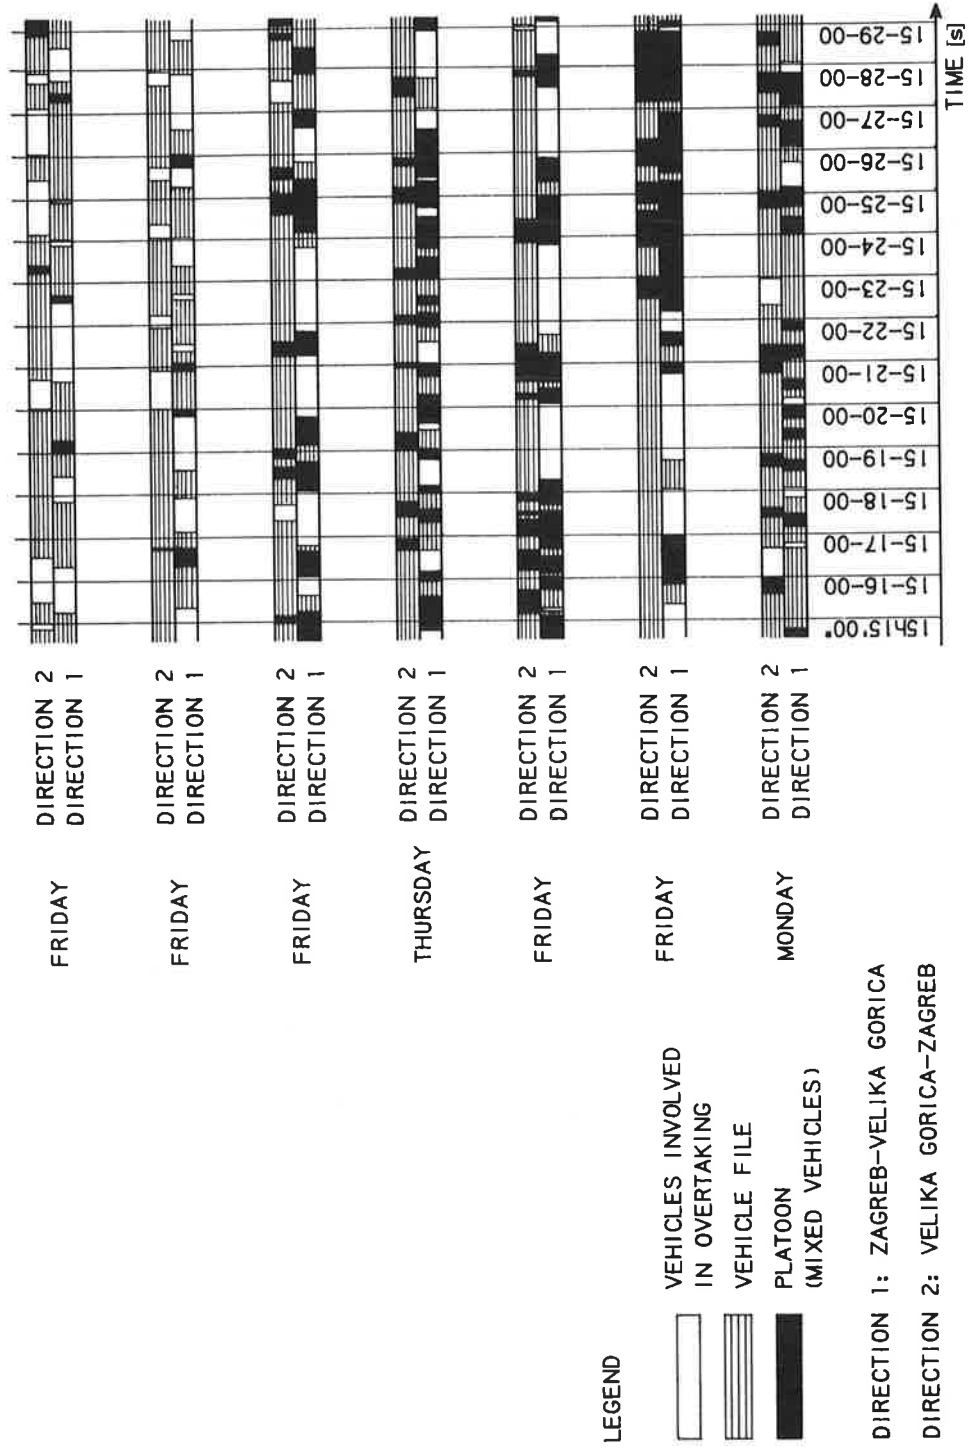 FRIDAY
DIRECTION 2
DIRECTION 1
FRIDAY
DIRECTION 2
DIRECTION 1
FRIDAY
DIRECTION 2
DIRECTION 1
THURSDAY
DIRECTION 2
DIRECTION 1
FRIDAY
DIRECTION 2
DIRECTION 1
FRIDAY
DIRECTION 2
DIRECTION 1
MONDAY
DIRECTION 2
DIRECTION 1
15h15'00"
15-16-00
15-17-00
15-18-00
15-19-00
15-20-00
15-21-00
15-22-00
15-23-00
15-24-00
15-25-00
15-26-00
15-27-00
15-28-00
15-29-00
TIME [s]
LEGEND
VEHICLES INVOLVED
IN OVERTAKING
VEHICLE FILE
PLATOON
(MIXED VEHICLES)
DIRECTION 1: ZAGREB-VELIKA GORICA
DIRECTION 2: VELIKA GORICA-ZAGREB